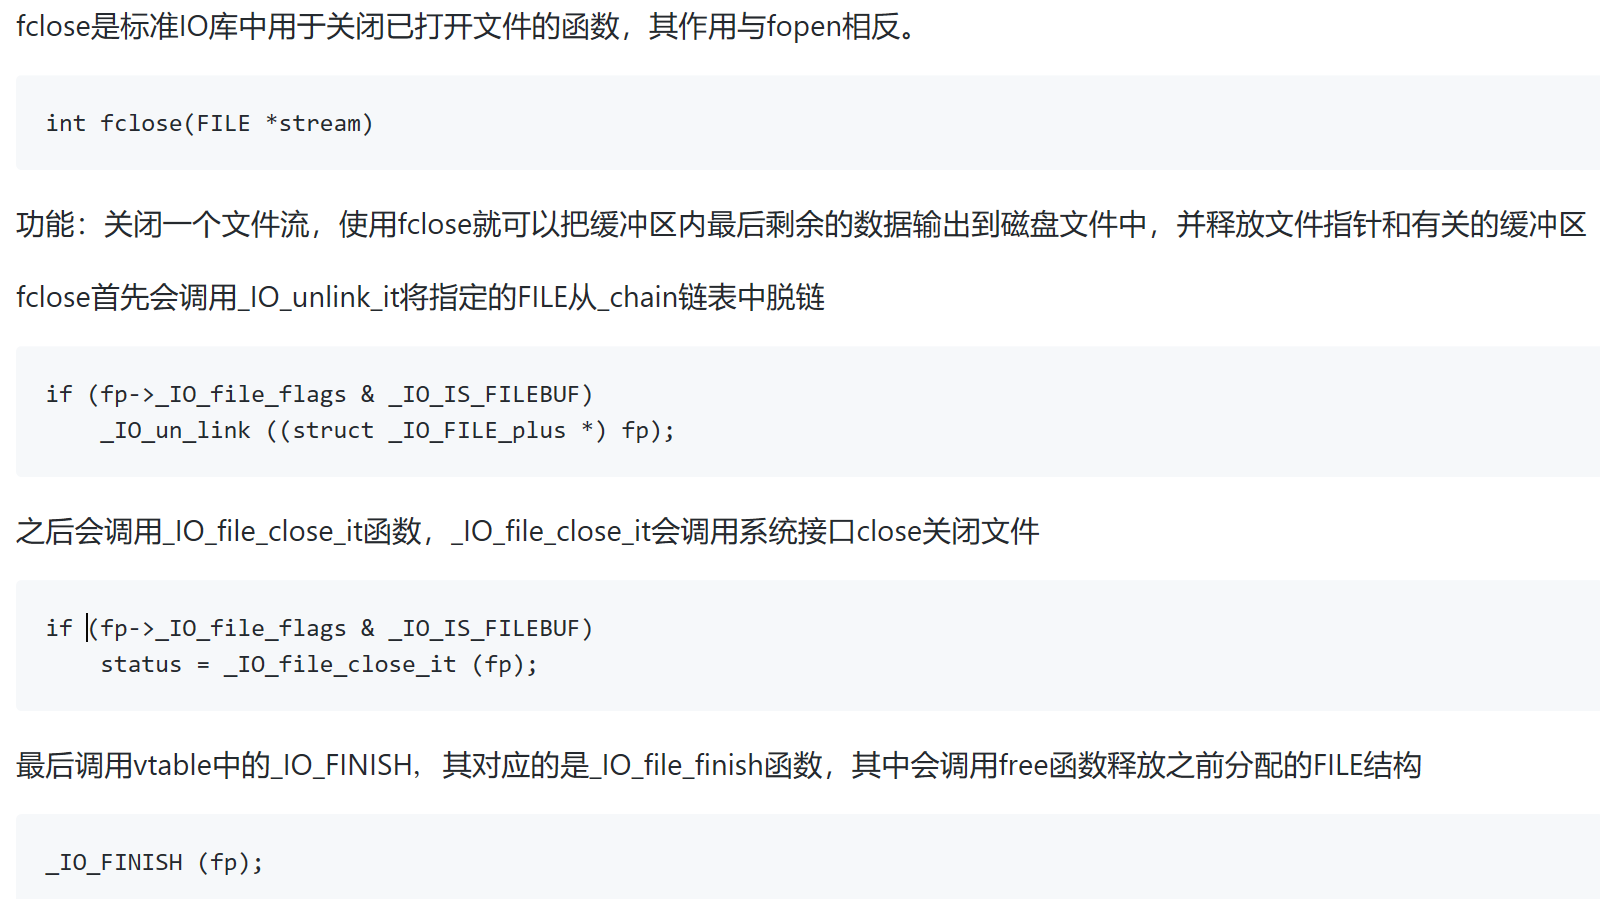 fclose是标准IO库中用于关闭已打开文件的函数，其作用与fopen相反。
int fclose(FILE *stream)
功能：关闭一个文件流，使用fclose就可以把缓冲区内最后剩余的数据输出到磁盘文件中，并释放文件指针和有关的缓冲区
fclose首先会调用_IO_unlink_it将指定的FILE从_chain链表中脱链
if (fp->_IO_file_flags & _IO_IS_FILEBUF)
    _IO_un_link ((struct _IO_FILE_plus *) fp);
之后会调用_IO_file_close_it函数，_IO_file_close_it会调用系统接口close关闭文件
if (fp->_IO_file_flags & _IO_IS_FILEBUF)
    status = _IO_file_close_it (fp);
最后调用vtable中的_IO_FINISH，其对应的是_IO_file_finish函数，其中会调用free函数释放之前分配的FILE结构
_IO_FINISH (fp);